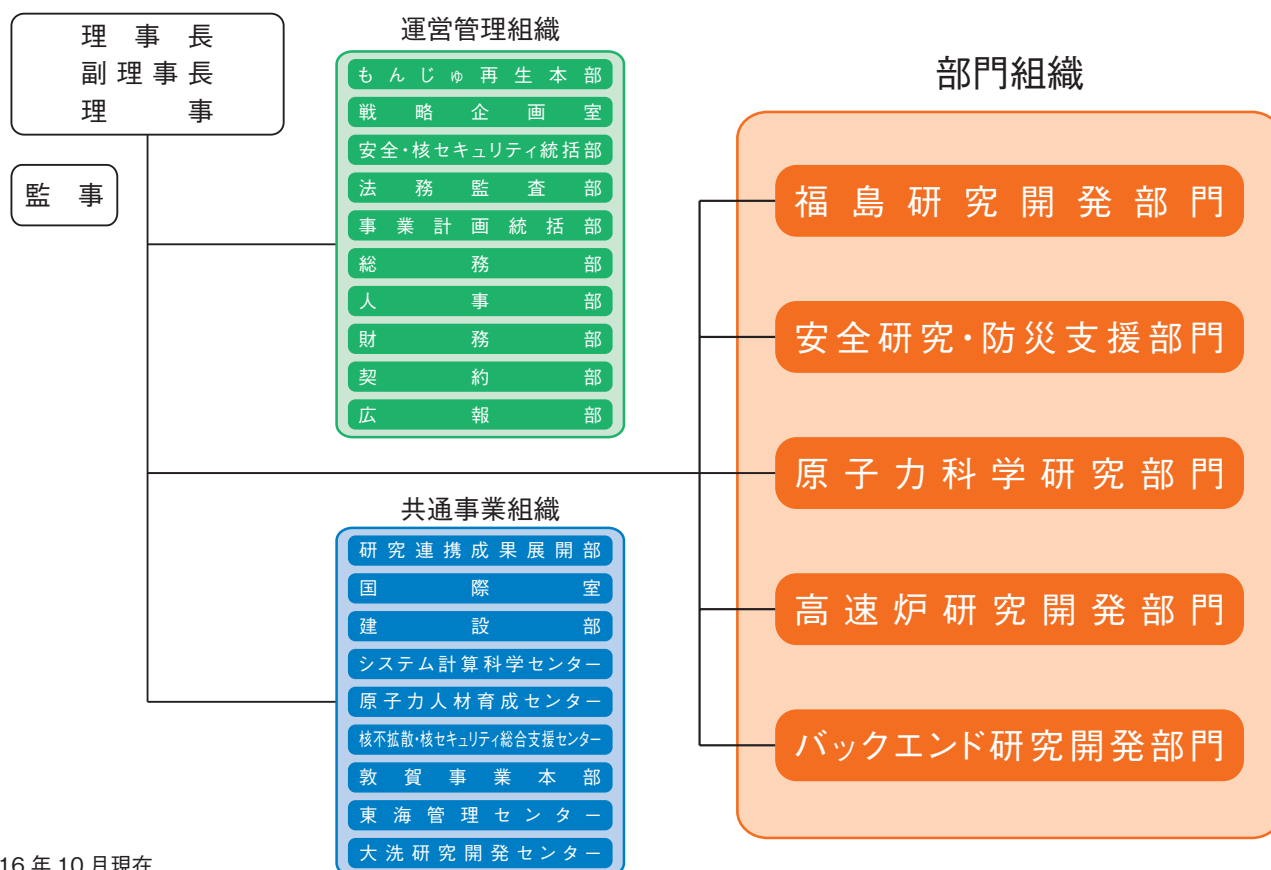 理事長
副理事長
理事
監事
運営管理組織
もんじゅ再生本部
戦略企画室
安全・核セキュリティ統括部
法務監査部
事業計画統括部
総務部
人事部
財務部
契約部
広報部
共通事業組織
研究連携成果展開部
国際室
建設部
システム計算科学センター
原子力人材育成センター
核不拡散・核セキュリティ総合支援センター
敦賀事業本部
東海管理センター
大洗研究開発センター
部門組織
福島研究開発部門
安全研究・防災支援部門
原子力科学研究部門
高速炉研究開発部門
バックエンド研究開発部門
16年10月現在